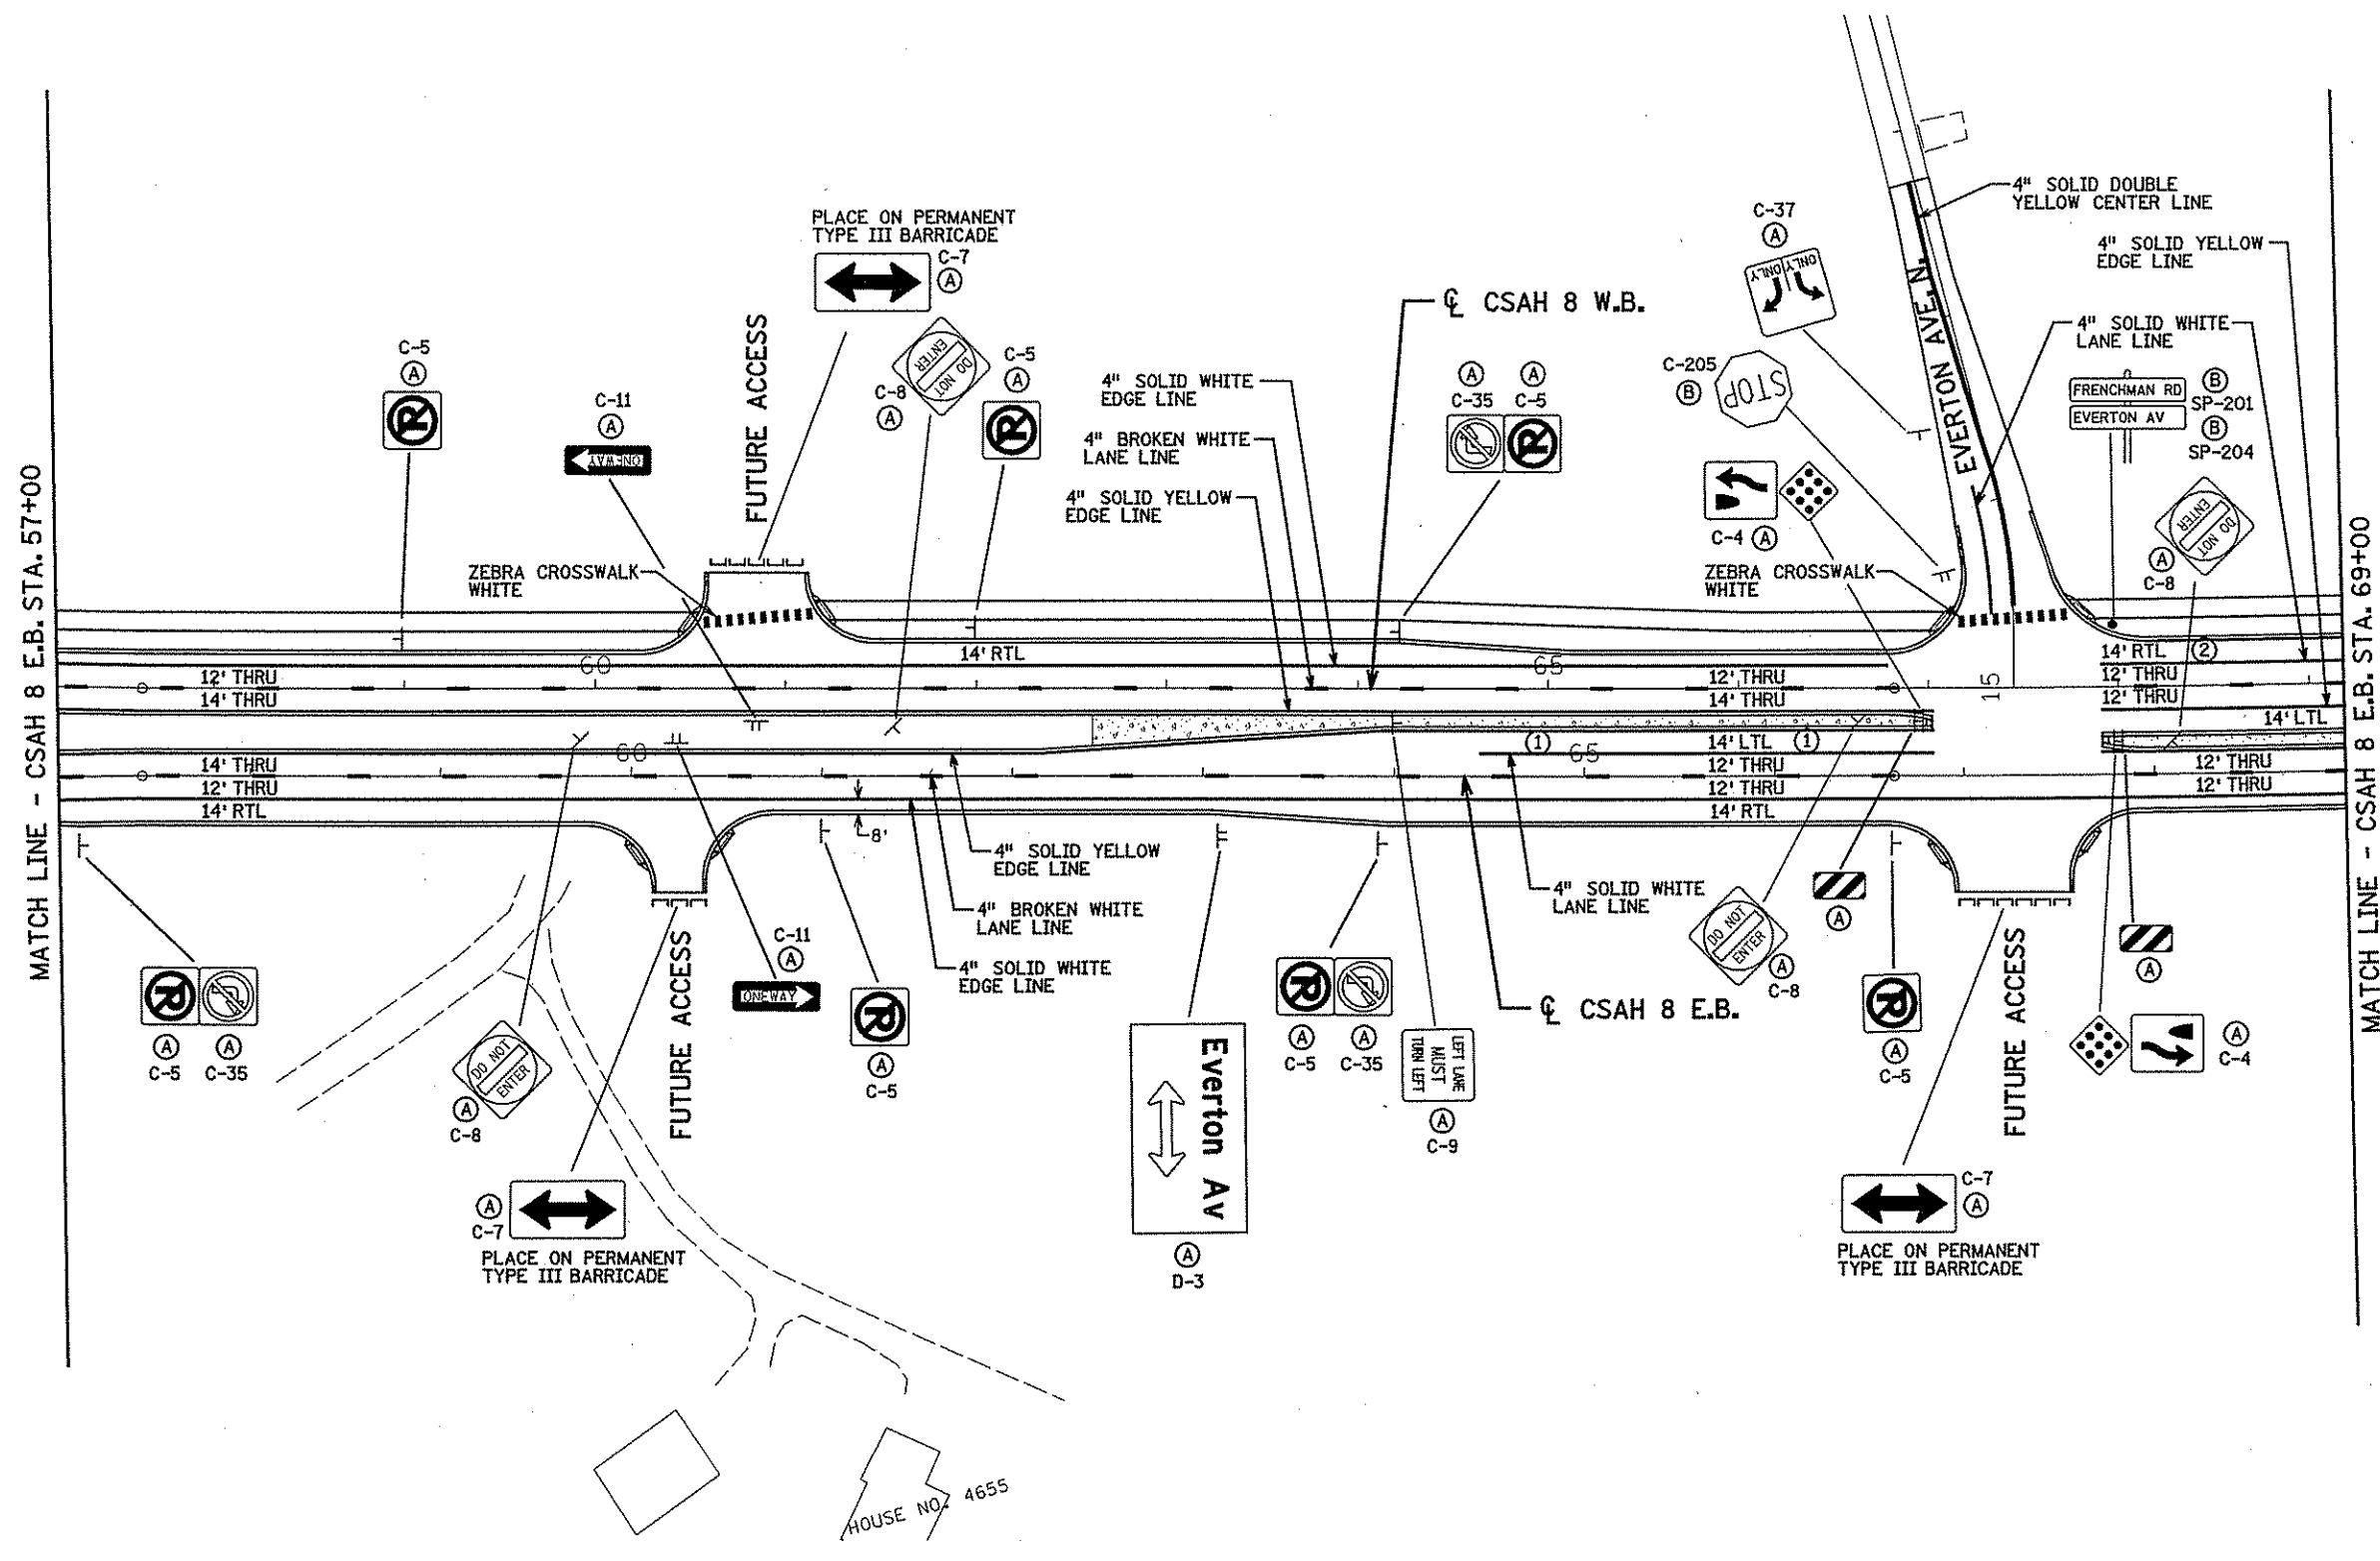 MATCH LINE - CSAH 8 E.B. STA. 57+00
C-5
A
C-11
A
ONEWAY
ZEBRA CROSSWALK
WHITE
PLACE ON PERMANENT
TYPE III BARRICADE
C-7
A
FUTURE ACCESS
DO NOT
ENTER
C-8
A
C-5
A
P
4" SOLID WHITE
EDGE LINE
4" BROKEN WHITE
LANE LINE
4" SOLID YELLOW
EDGE LINE
℄ CSAH 8 W.B.
A A
C-35 C-5
P
C-37
A
ONLY ONLY
C-205
B
STOP
C-4 A
ZEBRA CROSSWALK
WHITE
EVERTON AVE. N.
4" SOLID DOUBLE
YELLOW CENTER LINE
4" SOLID YELLOW
EDGE LINE
4" SOLID WHITE
LANE LINE
FRENCHMAN RD
EVERTON AV
B
SP-201
B
SP-204
DO NOT
ENTER
A
C-8
MATCH LINE - CSAH 8 E.B. STA. 69+00
60
14' RTL
65
12' THRU
14' THRU
12' THRU
14' THRU
15
14' RTL 2
12' THRU
12' THRU
14' LTL
60
14' THRU
12' THRU
14' RTL
1
65
14' LTL 1
12' THRU
12' THRU
14' RTL
12' THRU
12' THRU
8'
4" SOLID YELLOW
EDGE LINE
4" BROKEN WHITE
LANE LINE
4" SOLID WHITE
EDGE LINE
4" SOLID WHITE
LANE LINE
℄ CSAH 8 E.B.
P
A A
C-5 C-35
DO NOT
ENTER
A
C-8
A
C-7
PLACE ON PERMANENT
TYPE III BARRICADE
FUTURE ACCESS
C-11
A
ONEWAY
P
A
C-5
Everton Av
A
D-3
P
A A
C-5 C-35
LEFT LANE
MUST
TURN LEFT
A
C-9
DO NOT
ENTER
A
C-8
A
P
A
C-5
FUTURE ACCESS
C-7
A
PLACE ON PERMANENT
TYPE III BARRICADE
A
A
C-4
HOUSE NO. 4655